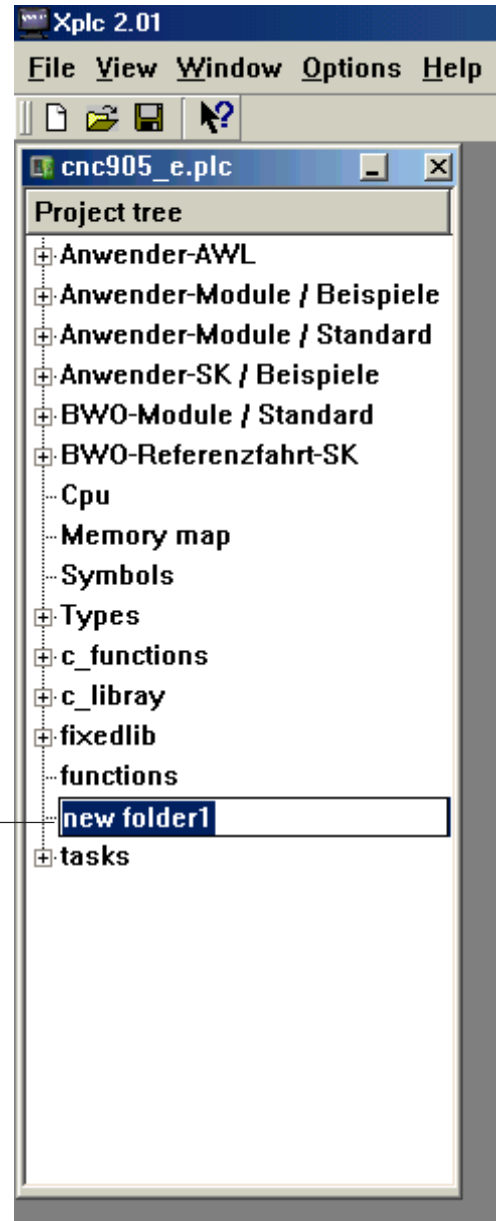 Xplc 2.01
File View Window Options Help
cnc905_e.plc
Project tree
Anwender-AWL
Anwender-Module / Beispiele
Anwender-Module / Standard
Anwender-SK / Beispiele
BWO-Module / Standard
BWO-Referenzfahrt-SK
Cpu
Memory map
Symbols
Types
c_functions
c_libray
fixedlib
functions
new folder1
tasks